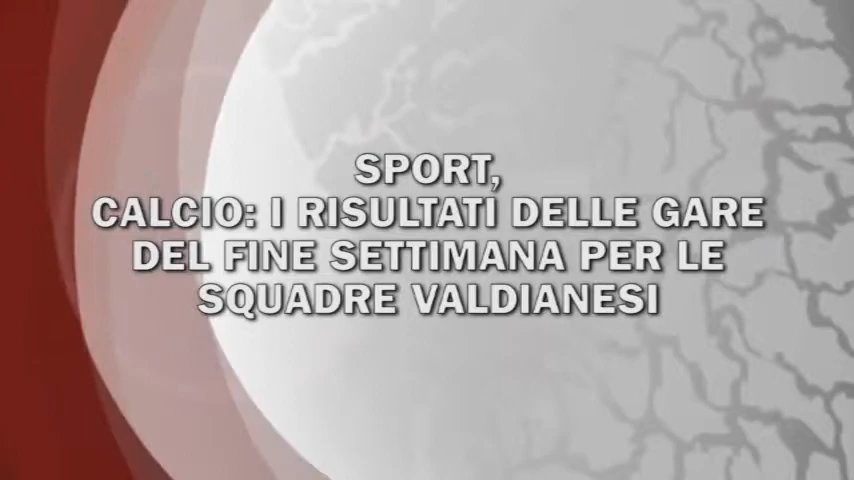 SPORT,
CALCIO: I RISULTATI DELLE GARE
DEL FINE SETTIMANA PER LE
SQUADRE VALDIANESI